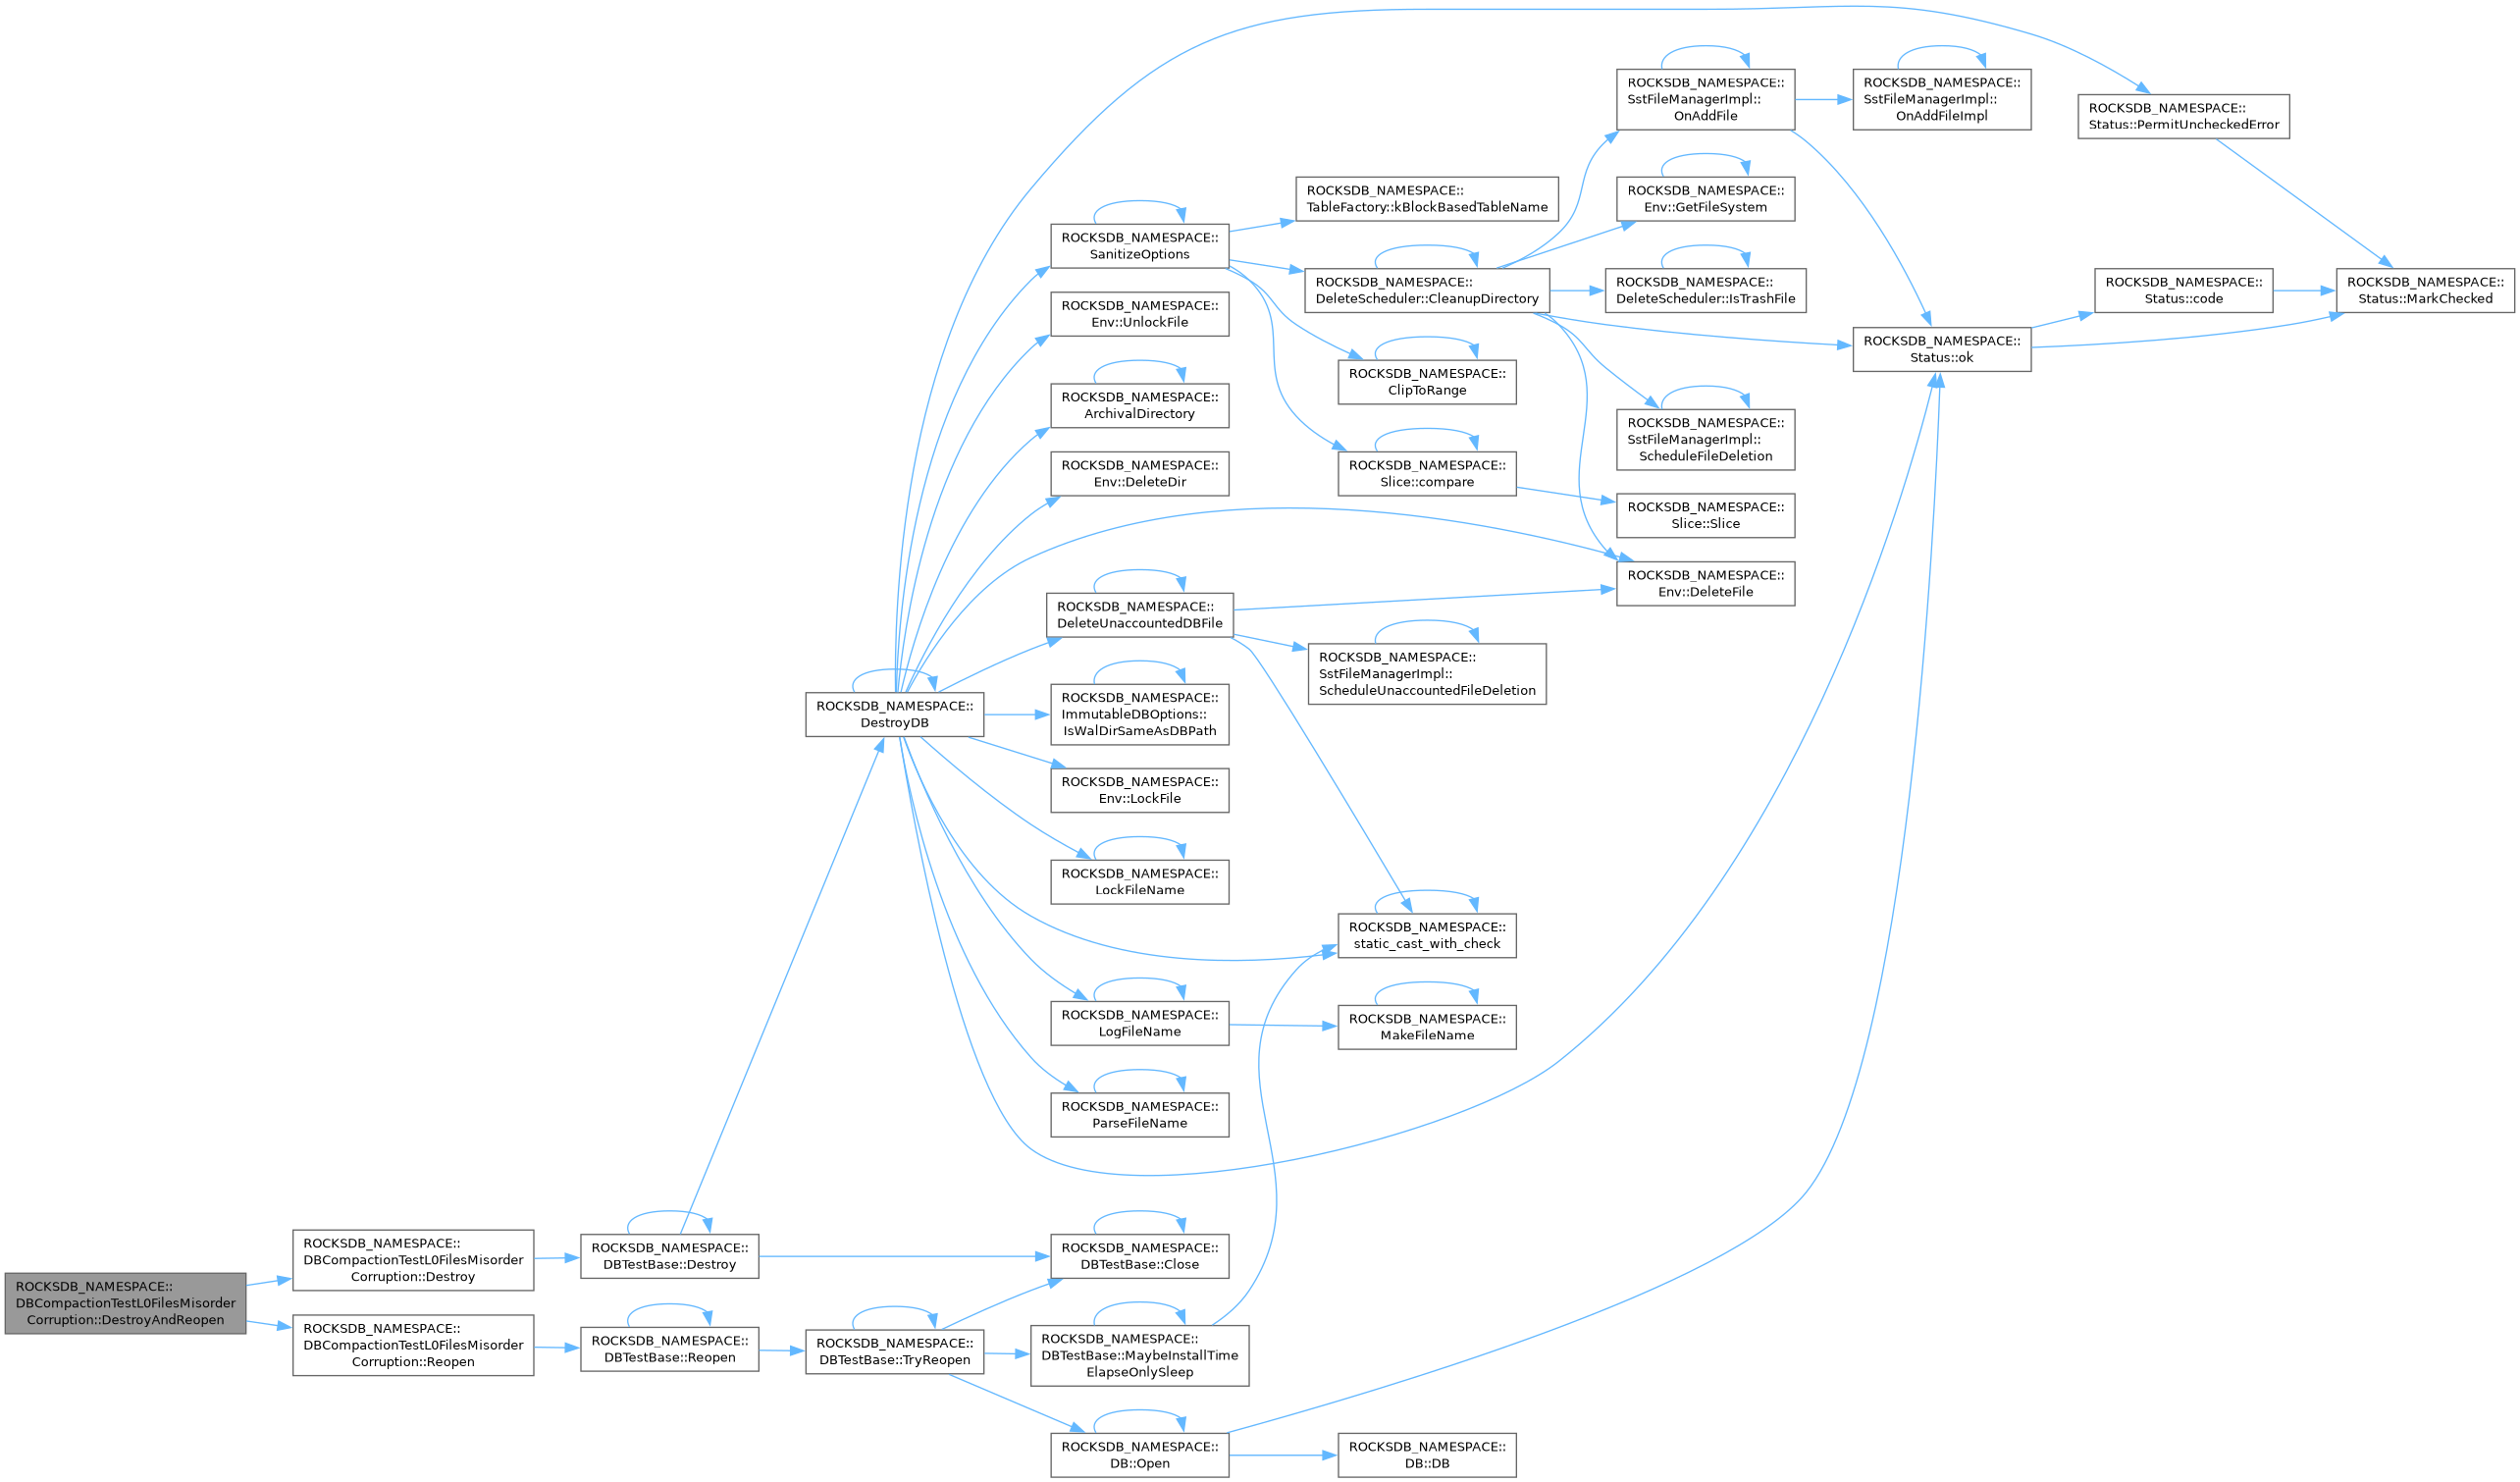 ROCKSDB_NAMESPACE::
DBCompactionTestL0FilesMisorder
Corruption::DestroyAndReopen
ROCKSDB_NAMESPACE::
DBCompactionTestL0FilesMisorder
Corruption::Destroy
ROCKSDB_NAMESPACE::
DBCompactionTestL0FilesMisorder
Corruption::Reopen
ROCKSDB_NAMESPACE::
DBTestBase::Destroy
ROCKSDB_NAMESPACE::
DBTestBase::Reopen
ROCKSDB_NAMESPACE::
DestroyDB
ROCKSDB_NAMESPACE::
DBTestBase::TryReopen
ROCKSDB_NAMESPACE::
SanitizeOptions
ROCKSDB_NAMESPACE::
Env::UnlockFile
ROCKSDB_NAMESPACE::
ArchivalDirectory
ROCKSDB_NAMESPACE::
Env::DeleteDir
ROCKSDB_NAMESPACE::
DeleteUnaccountedDBFile
ROCKSDB_NAMESPACE::
ImmutableDBOptions::
IsWalDirSameAsDBPath
ROCKSDB_NAMESPACE::
Env::LockFile
ROCKSDB_NAMESPACE::
LockFileName
ROCKSDB_NAMESPACE::
LogFileName
ROCKSDB_NAMESPACE::
ParseFileName
ROCKSDB_NAMESPACE::
DBTestBase::Close
ROCKSDB_NAMESPACE::
DBTestBase::MaybeInstallTime
ElapseOnlySleep
ROCKSDB_NAMESPACE::
DB::Open
ROCKSDB_NAMESPACE::
TableFactory::kBlockBasedTableName
ROCKSDB_NAMESPACE::
DeleteScheduler::CleanupDirectory
ROCKSDB_NAMESPACE::
ClipToRange
ROCKSDB_NAMESPACE::
Slice::compare
ROCKSDB_NAMESPACE::
SstFileManagerImpl::
ScheduleUnaccountedFileDeletion
ROCKSDB_NAMESPACE::
static_cast_with_check
ROCKSDB_NAMESPACE::
MakeFileName
ROCKSDB_NAMESPACE::
DB::DB
ROCKSDB_NAMESPACE::
SstFileManagerImpl::
OnAddFile
ROCKSDB_NAMESPACE::
Env::GetFileSystem
ROCKSDB_NAMESPACE::
DeleteScheduler::IsTrashFile
ROCKSDB_NAMESPACE::
SstFileManagerImpl::
ScheduleFileDeletion
ROCKSDB_NAMESPACE::
Slice::Slice
ROCKSDB_NAMESPACE::
Env::DeleteFile
ROCKSDB_NAMESPACE::
SstFileManagerImpl::
OnAddFileImpl
ROCKSDB_NAMESPACE::
Status::ok
ROCKSDB_NAMESPACE::
Status::PermitUncheckedError
ROCKSDB_NAMESPACE::
Status::code
ROCKSDB_NAMESPACE::
Status::MarkChecked